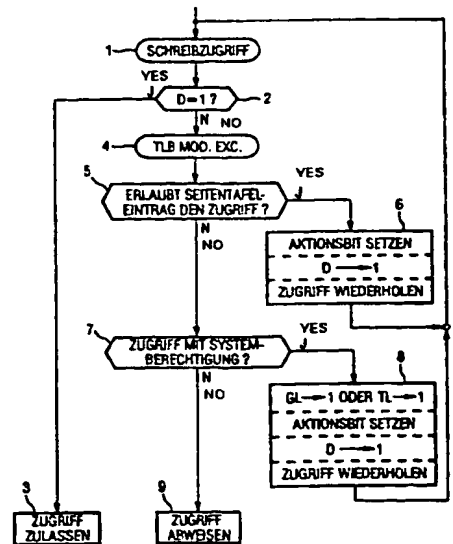 1
SCHREIBZUGRIFF
YES
D=1 ?
2
N NO
4
TLB MOD. EXC.
5
YES
ERLAUBT SEITENTAFEL-
EINTRAG DEN ZUGRIFF ?
6
N
NO
AKTIONSBIT SETZEN
D → 1
ZUGRIFF WIEDERHOLEN
7
YES
ZUGRIFF MIT SYSTEM-
BERECHTIGUNG ?
8
N
NO
GL → 1 ODER TL → 1
AKTIONSBIT SETZEN
D → 1
ZUGRIFF WIEDERHOLEN
3
ZUGRIFF
ZULASSEN
9
ZUGRIFF
ABWEISEN